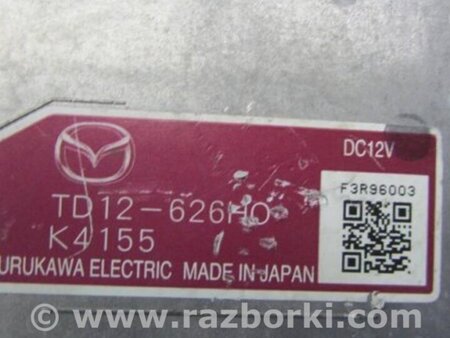 DC12V
F3R96003
TD12-626H0
K4155
URUKAWA ELECTRIC MADE IN JAPAN
www.razborki.com